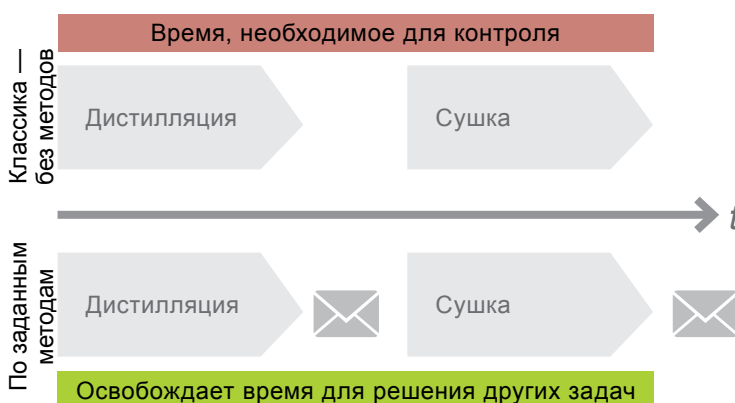 Время, необходимое для контроля
Классика —
без методов
Дистилляция
Сушка
t
По заданным
методам
Дистилляция
Сушка
Освобождает время для решения других задач